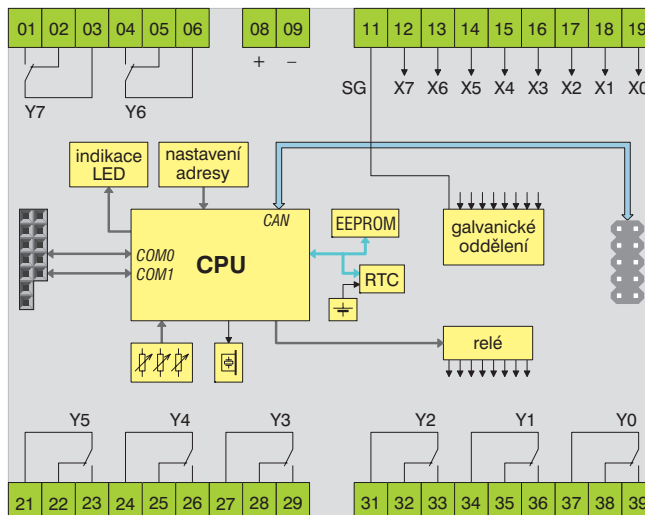 01 02 03 04 05 06 08 09 11 12 13 14 15 16 17 18 19
+ −
SG X7 X6 X5 X4 X3 X2 X1 X0
Y7 Y6
indikace
LED
nastavení
adresy
CAN
EEPROM
galvanické
oddělení
COM0
COM1
CPU
RTC
relé
Y5 Y4 Y3 Y2 Y1 Y0
21 22 23 24 25 26 27 28 29 31 32 33 34 35 36 37 38 39